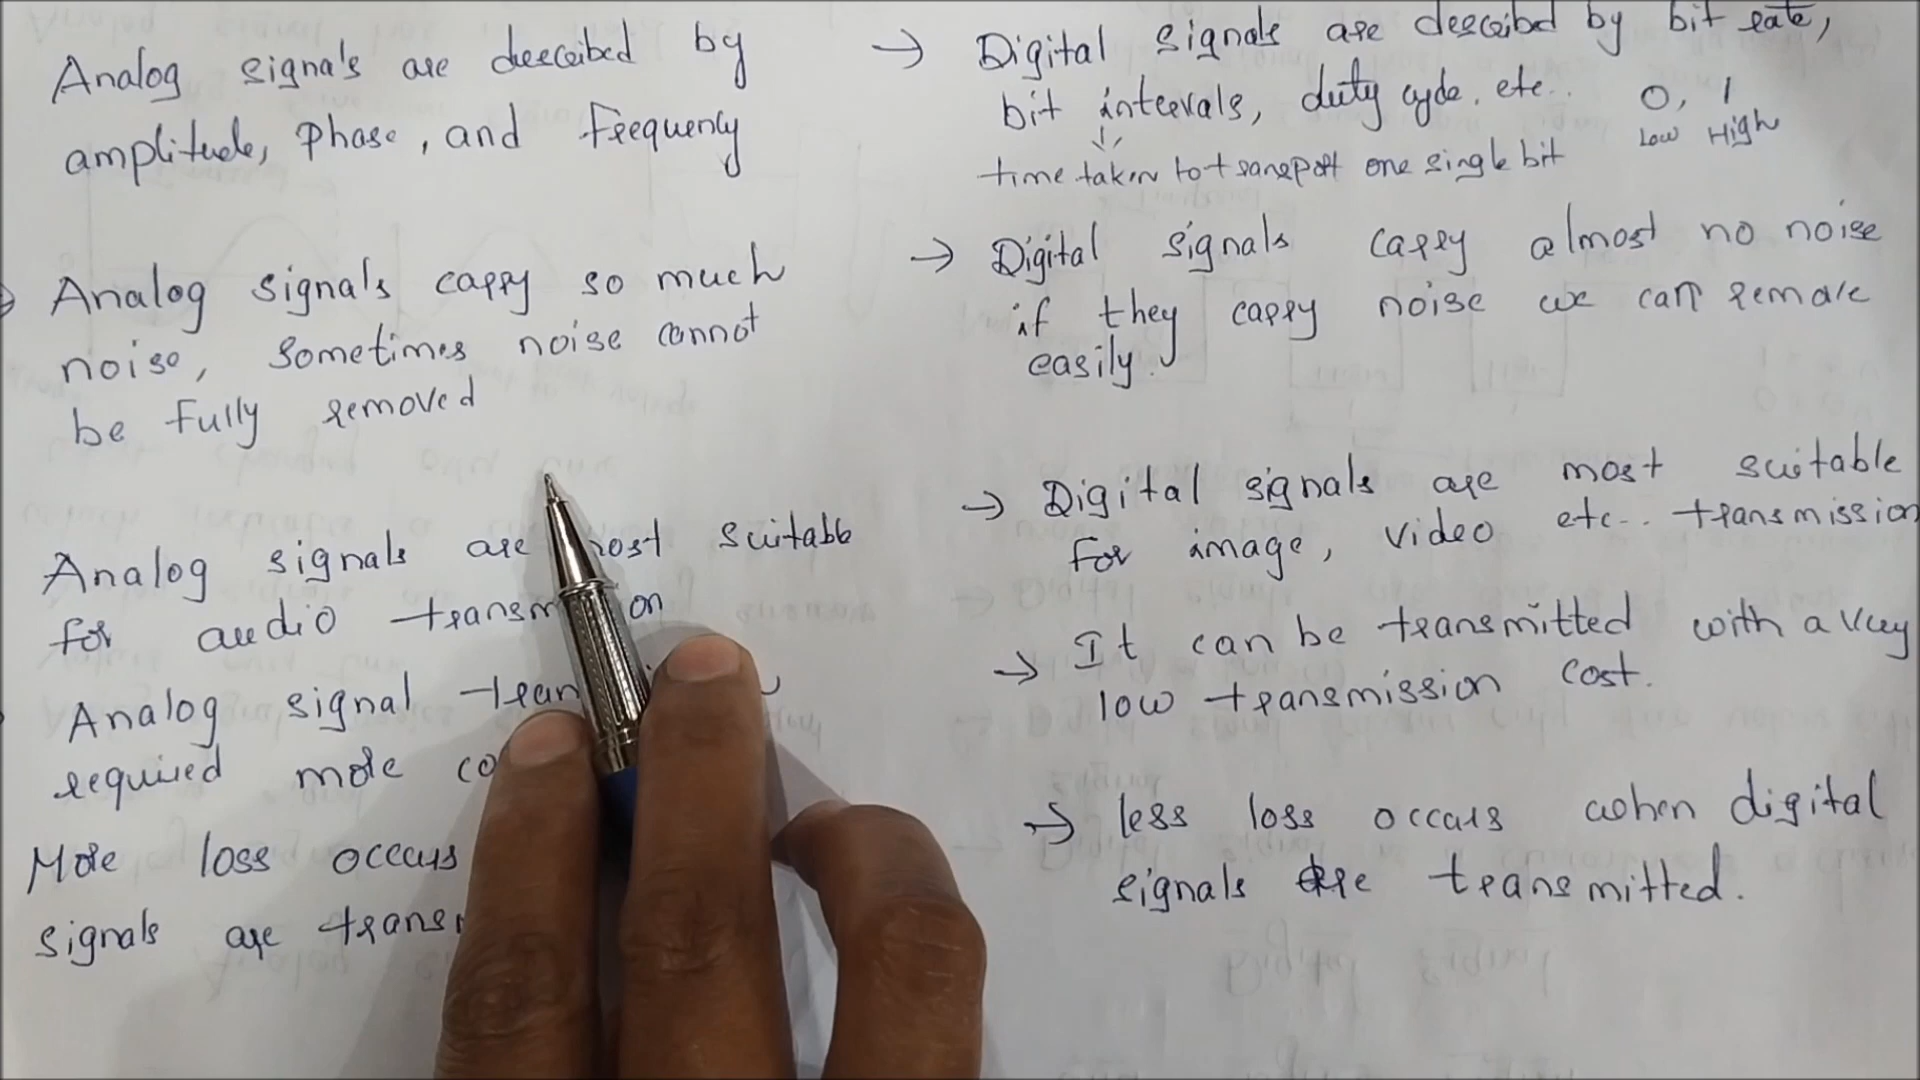 Analog signals are described by
amplitude, Phase, and frequency
Analog signals carry so much
noise, sometimes noise cannot
be fully removed
Analog signals are most suitable
for audio
Analog signal
required more
More loss occurs
signals are
→ Digital signals are described by bit rate,
bit intervals, duty cycle, etc.. 0, 1
Low High
time taken to transport one single bit
→ Digital signals carry almost no noise
if they carry noise we can remove
easily.
→ Digital signals are most suitable
for image, video etc.. transmission
→ It can be transmitted with a very
low transmission cost.
→ less loss occurs when digital
signals are transmitted.